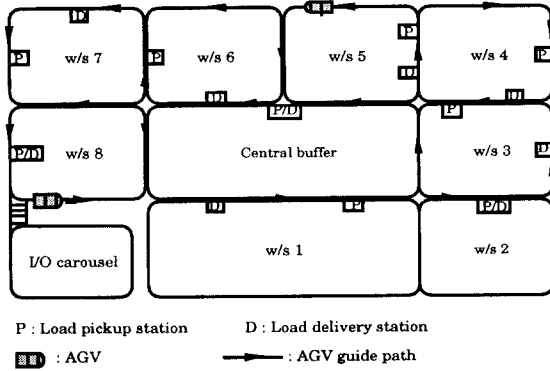 D
P
w/s 7
P
w/s 6
D
w/s 5
P
D
w/s 4
P
D
P/D
w/s 8
P/D
Central buffer
P
w/s 3
D
I/O carousel
D
P
w/s 1
P/D
w/s 2
P : Load pickup station
D : Load delivery station
: AGV
: AGV guide path